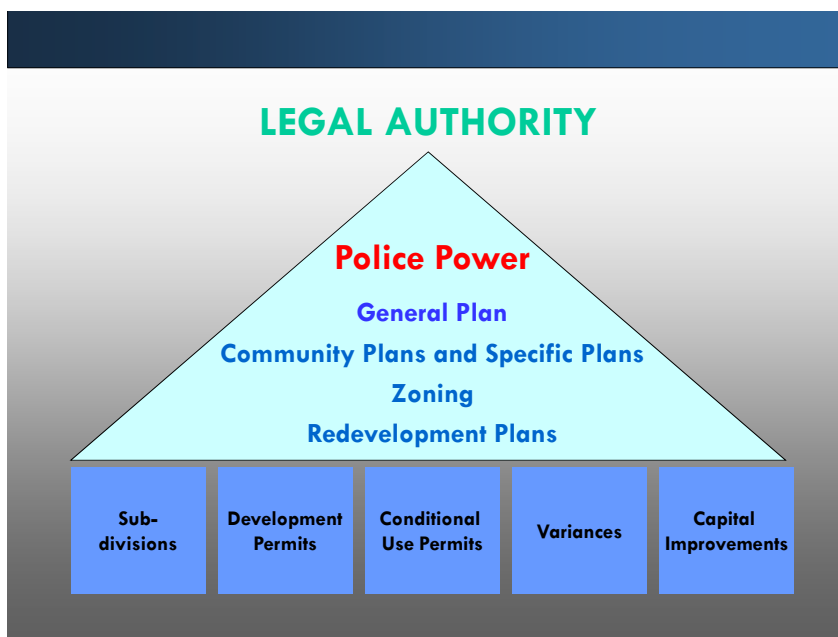 LEGAL AUTHORITY
Police Power
General Plan
Community Plans and Specific Plans
Zoning
Redevelopment Plans
Sub-
divisions
Development
Permits
Conditional
Use Permits
Variances
Capital
Improvements